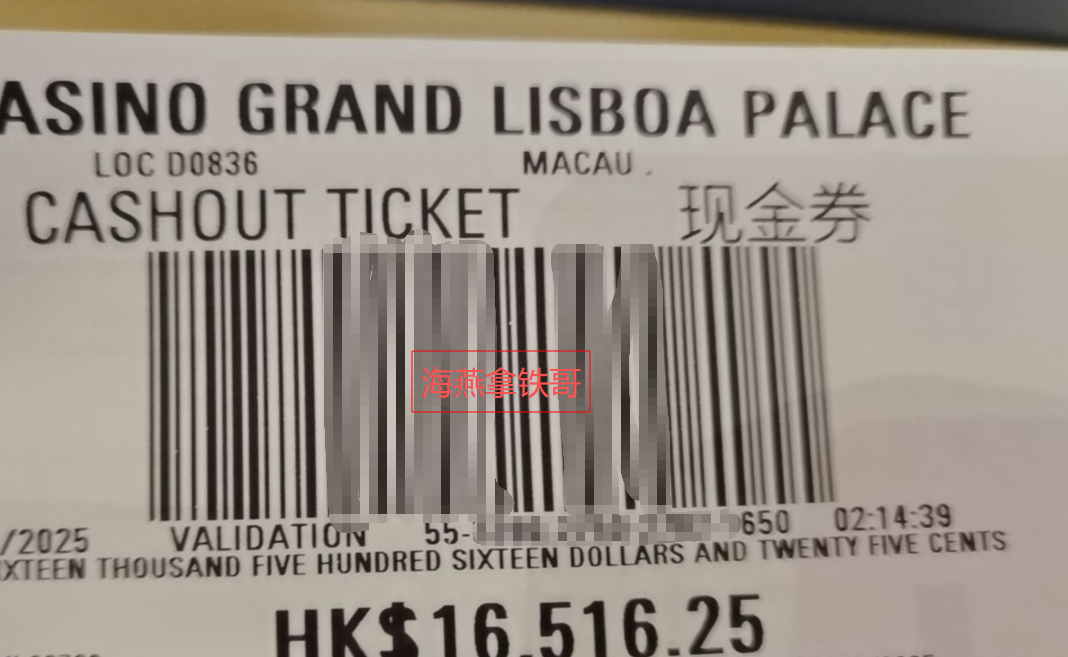 ASINO GRAND LISBOA PALACE
LOC D0836 MACAU .
CASHOUT TICKET 现金券
海燕拿铁哥
/2025 VALIDATION 55- 0650 02:14:39
IXTEEN THOUSAND FIVE HUNDRED SIXTEEN DOLLARS AND TWENTY FIVE CENTS
HK$16,516.25